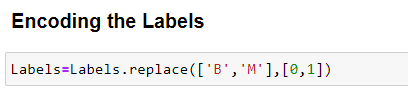 Encoding the Labels
Labels=Labels.replace(['B','M'],[0,1])